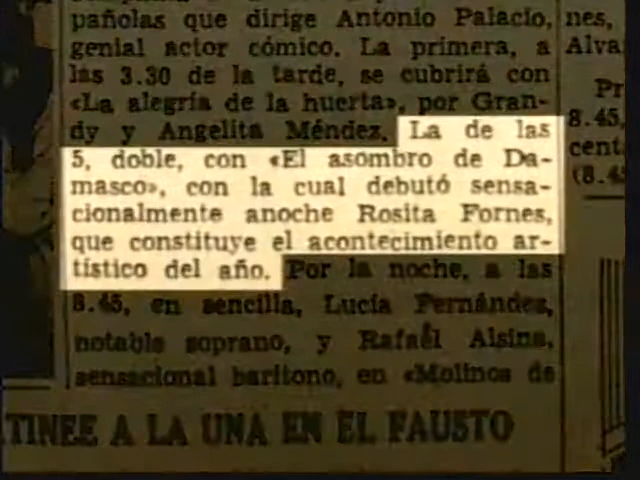 pañolas que dirige Antonio Palacio,
genial actor cómico. La primera, a
las 3.30 de la tarde, se cubrirá con
«La alegría de la huerta», por Gran-
dy y Angelita Méndez. La de las
5, doble, con «El asombro de Da-
masco», con la cual debutó sensa-
cionalmente anoche Rosita Fornes,
que constituye el acontecimiento ar-
tístico del año. Por la noche, a las
8.45, en sencilla, Lucía Fernández,
notable soprano, y Rafael Alsina,
sensacional barítono, en «Molinos de
TINEE A LA UNA EN EL FAUSTO
nes,
Alva
Pr
8.45,
cent
(8.4